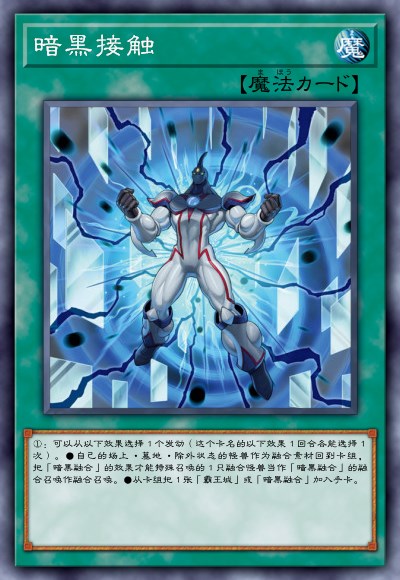 暗黒接触
魔
【魔法カード】
ま ほう
①：可以从以下效果选择1个发动（这个卡名的以下效果1回合各能选择1
次）。●自己的场上·墓地·除外状态的怪兽作为融合素材回到卡组，
把「暗黑融合」的效果才能特殊召唤的1只融合怪兽当作「暗黑融合」的融
合召唤作融合召唤。●从卡组把1张「霸王城」或「暗黑融合」加入手卡。